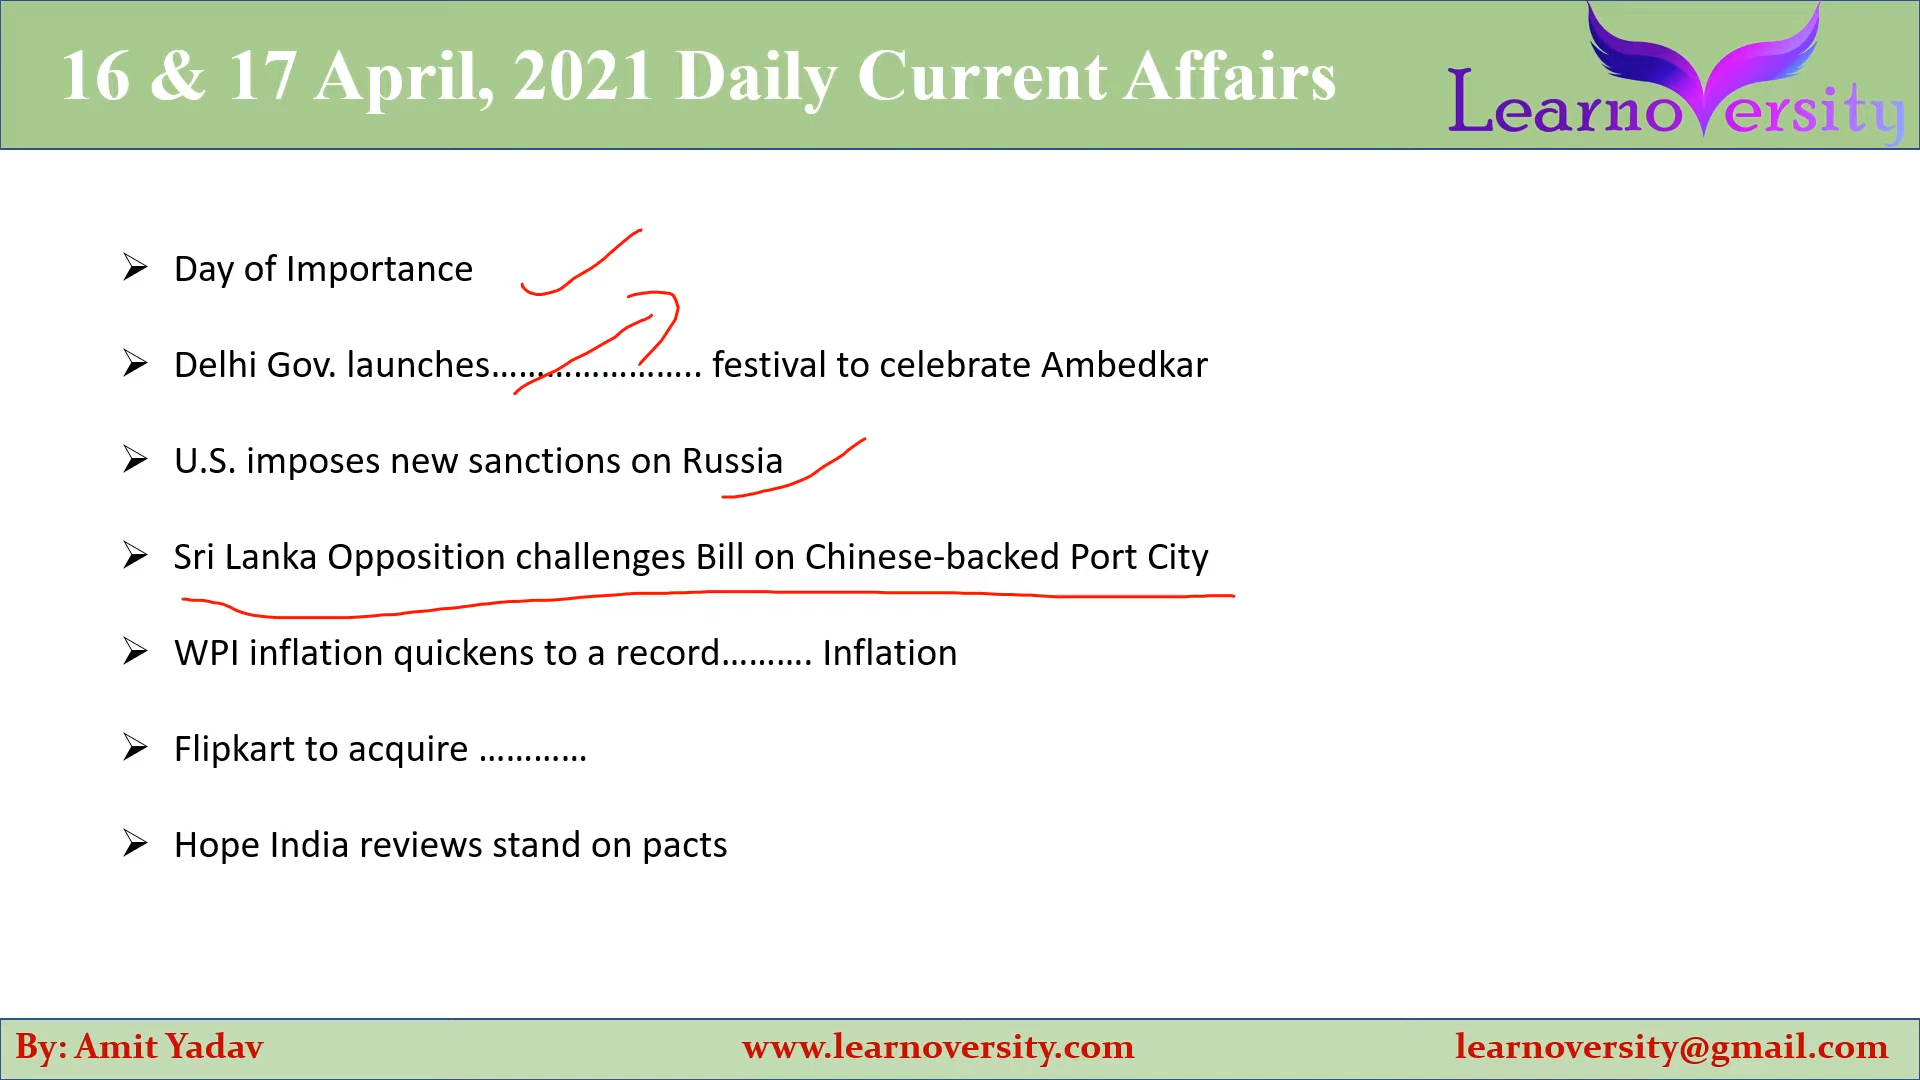 16 & 17 April, 2021 Daily Current Affairs
Learnoversity
Day of Importance
Delhi Gov. launches………………….. festival to celebrate Ambedkar
U.S. imposes new sanctions on Russia
Sri Lanka Opposition challenges Bill on Chinese-backed Port City
WPI inflation quickens to a record………. Inflation
Flipkart to acquire …………
Hope India reviews stand on pacts
By: Amit Yadav www.learnoversity.com learnoversity@gmail.com